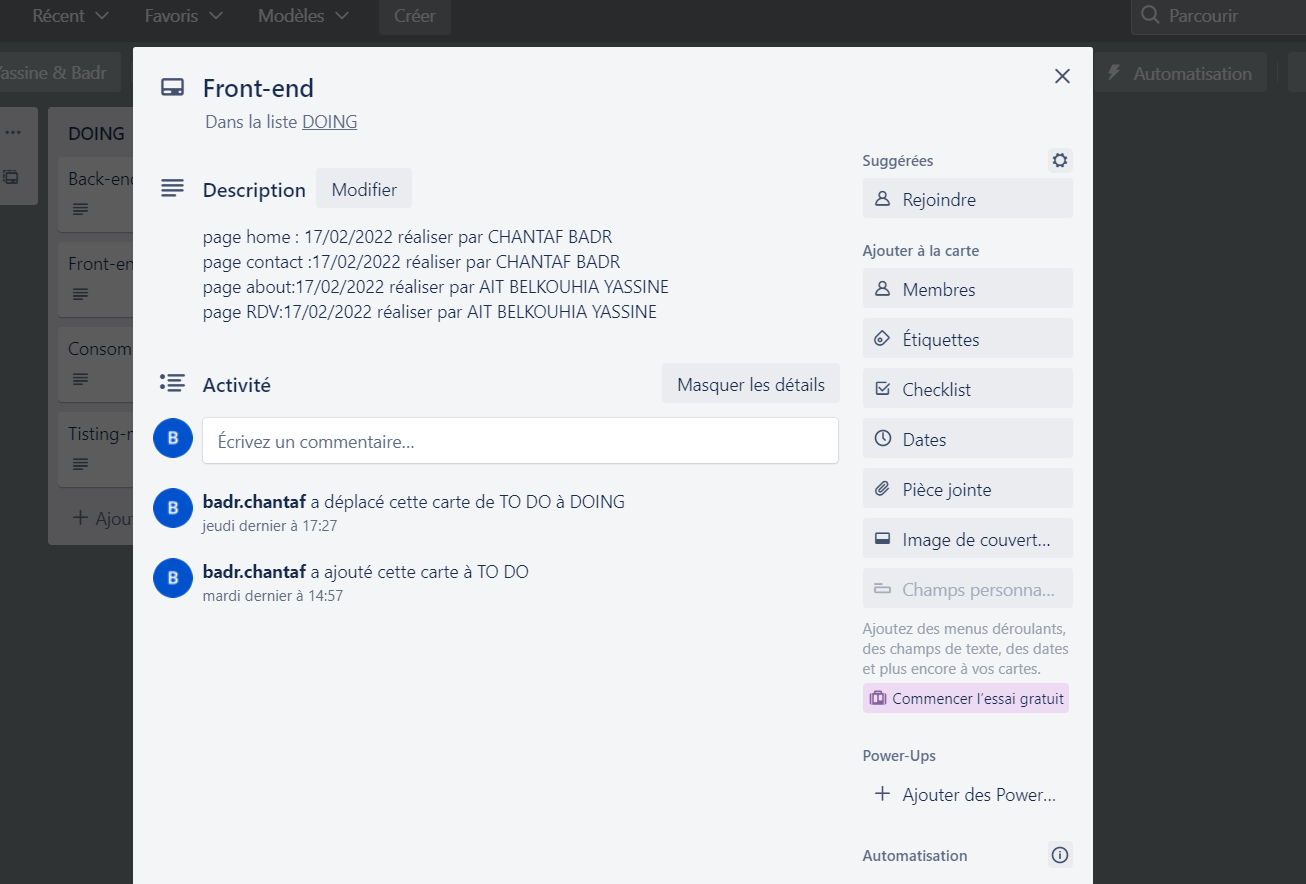 Récent
Favoris
Modèles
Créer
Parcourir
Yassine & Badr
Automatisation
DOING
Back-end
Front-en
Consom
Tisting-
Ajou
Front-end
Dans la liste DOING
Description
Modifier
page home : 17/02/2022 réaliser par CHANTAF BADR
page contact :17/02/2022 réaliser par CHANTAF BADR
page about:17/02/2022 réaliser par AIT BELKOUHIA YASSINE
page RDV:17/02/2022 réaliser par AIT BELKOUHIA YASSINE
Activité
Masquer les détails
B
Écrivez un commentaire…
B
badr.chantaf a déplacé cette carte de TO DO à DOING
jeudi dernier à 17:27
B
badr.chantaf a ajouté cette carte à TO DO
mardi dernier à 14:57
Suggérées
Rejoindre
Ajouter à la carte
Membres
Étiquettes
Checklist
Dates
Pièce jointe
Image de couvert…
Champs personna…
Ajoutez des menus déroulants,
des champs de texte, des dates
et plus encore à vos cartes.
Commencer l’essai gratuit
Power-Ups
Ajouter des Power…
Automatisation